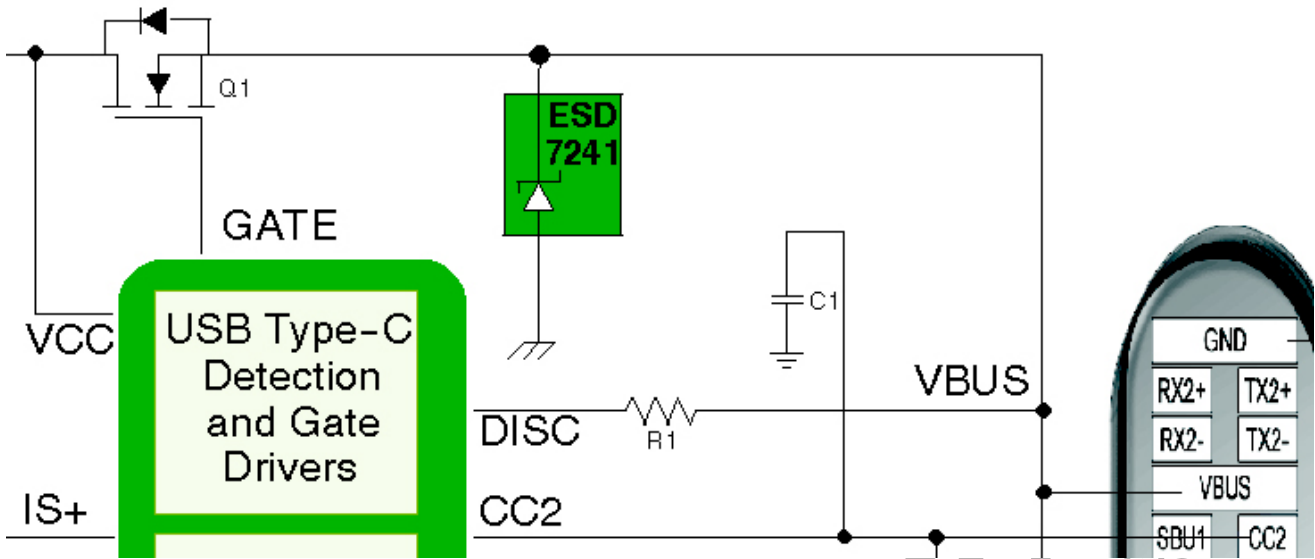 Q1
ESD
7241
GATE
C1
VCC
USB Type-C
Detection
and Gate
Drivers
GND
VBUS
RX2+ TX2+
DISC
R1
RX2- TX2-
VBUS
IS+
CC2
SBU1 CC2